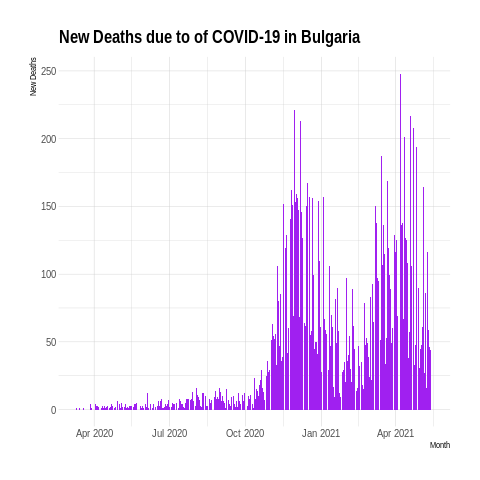 New Deaths due to of COVID-19 in Bulgaria
New Deaths
250
200
150
100
50
0
Apr 2020
Jul 2020
Oct 2020
Jan 2021
Apr 2021
Month